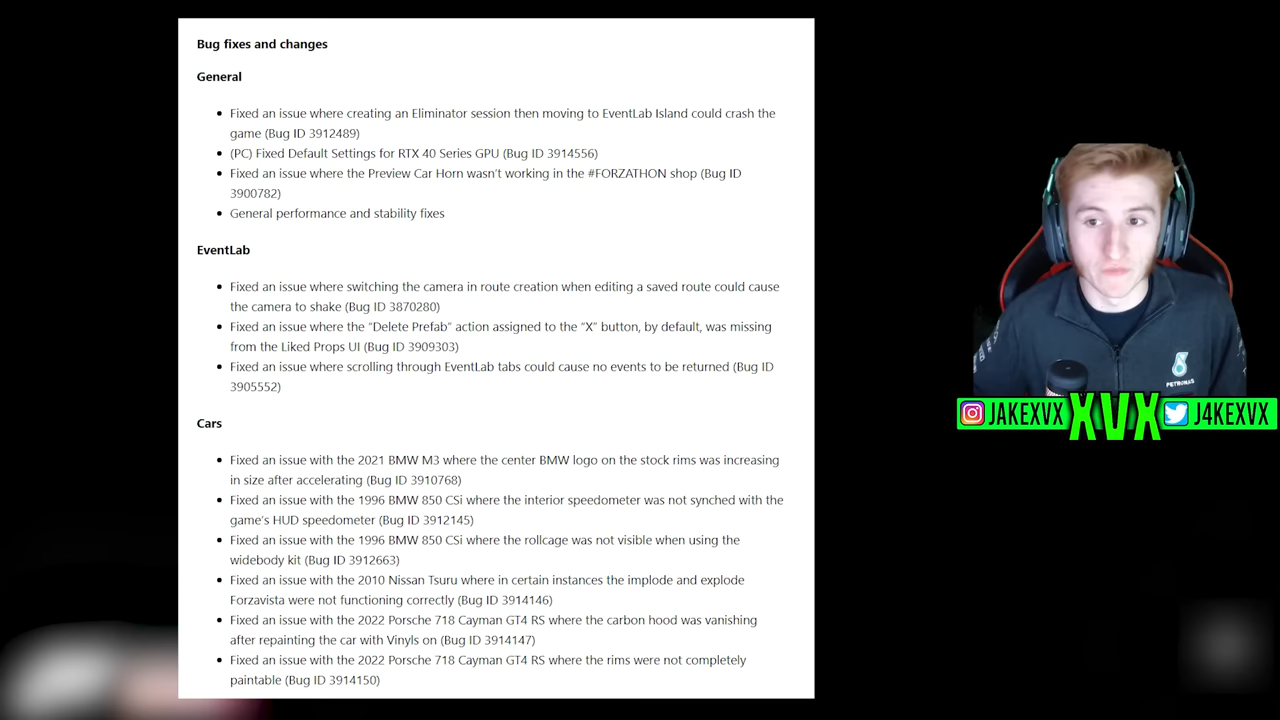 Bug fixes and changes
General
Fixed an issue where creating an Eliminator session then moving to EventLab Island could crash the
game (Bug ID 3912489)
(PC) Fixed Default Settings for RTX 40 Series GPU (Bug ID 3914556)
Fixed an issue where the Preview Car Horn wasn't working in the #FORZATHON shop (Bug ID
3900782)
General performance and stability fixes
EventLab
Fixed an issue where switching the camera in route creation when editing a saved route could cause
the camera to shake (Bug ID 3870280)
Fixed an issue where the "Delete Prefab" action assigned to the "X" button, by default, was missing
from the Liked Props UI (Bug ID 3909303)
Fixed an issue where scrolling through EventLab tabs could cause no events to be returned (Bug ID
3905552)
Cars
Fixed an issue with the 2021 BMW M3 where the center BMW logo on the stock rims was increasing
in size after accelerating (Bug ID 3910768)
Fixed an issue with the 1996 BMW 850 CSi where the interior speedometer was not synched with the
game's HUD speedometer (Bug ID 3912145)
Fixed an issue with the 1996 BMW 850 CSi where the rollcage was not visible when using the
widebody kit (Bug ID 3912663)
Fixed an issue with the 2010 Nissan Tsuru where in certain instances the implode and explode
Forzavista were not functioning correctly (Bug ID 3914146)
Fixed an issue with the 2022 Porsche 718 Cayman GT4 RS where the carbon hood was vanishing
after repainting the car with Vinyls on (Bug ID 3914147)
Fixed an issue with the 2022 Porsche 718 Cayman GT4 RS where the rims were not completely
paintable (Bug ID 3914150)
PETRONAS
JAKEXVX XVX J4KEXVX